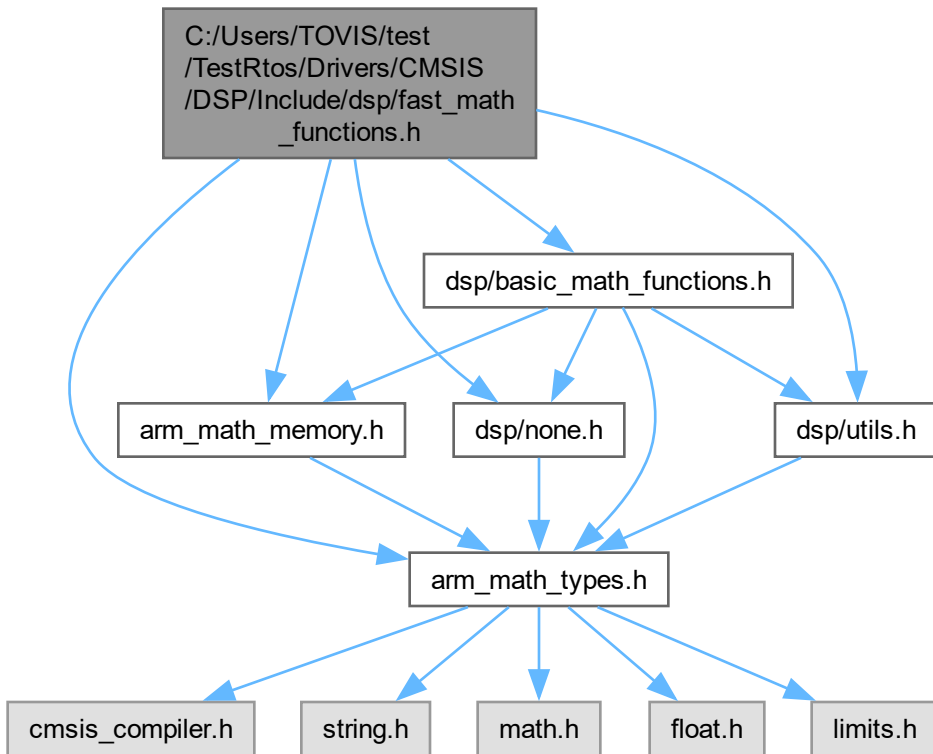 C:/Users/TOVIS/test
/TestRtos/Drivers/CMSIS
/DSP/Include/dsp/fast_math
_functions.h
dsp/basic_math_functions.h
arm_math_memory.h
dsp/none.h
dsp/utils.h
arm_math_types.h
cmsis_compiler.h
string.h
math.h
float.h
limits.h